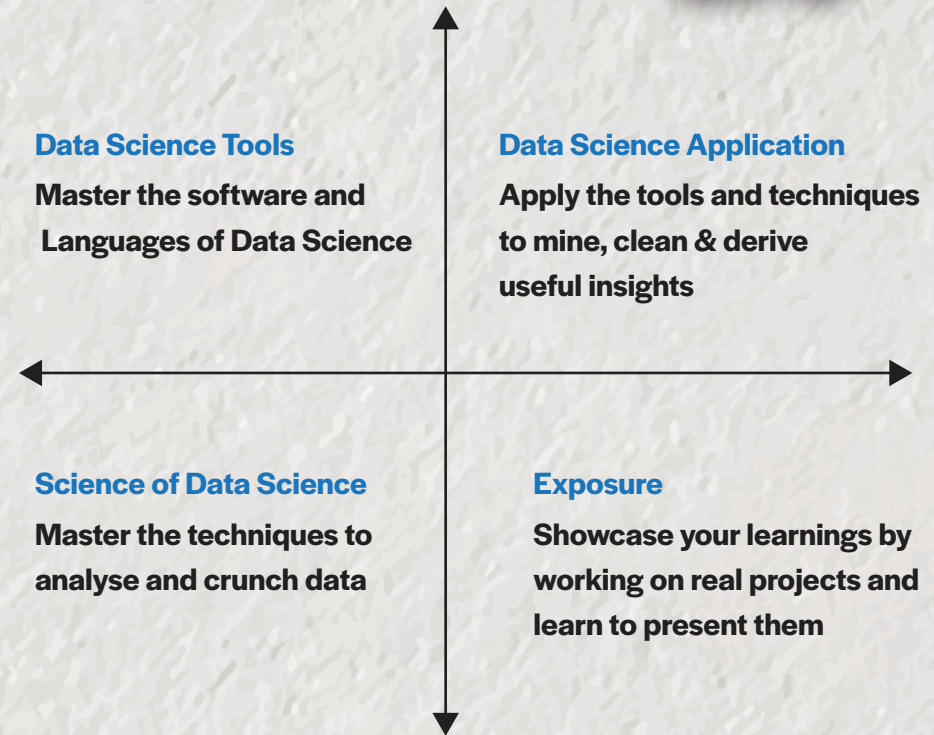 Data Science Tools
Master the software and
Languages of Data Science
Data Science Application
Apply the tools and techniques
to mine, clean & derive
useful insights
Science of Data Science
Master the techniques to
analyse and crunch data
Exposure
Showcase your learnings by
working on real projects and
learn to present them